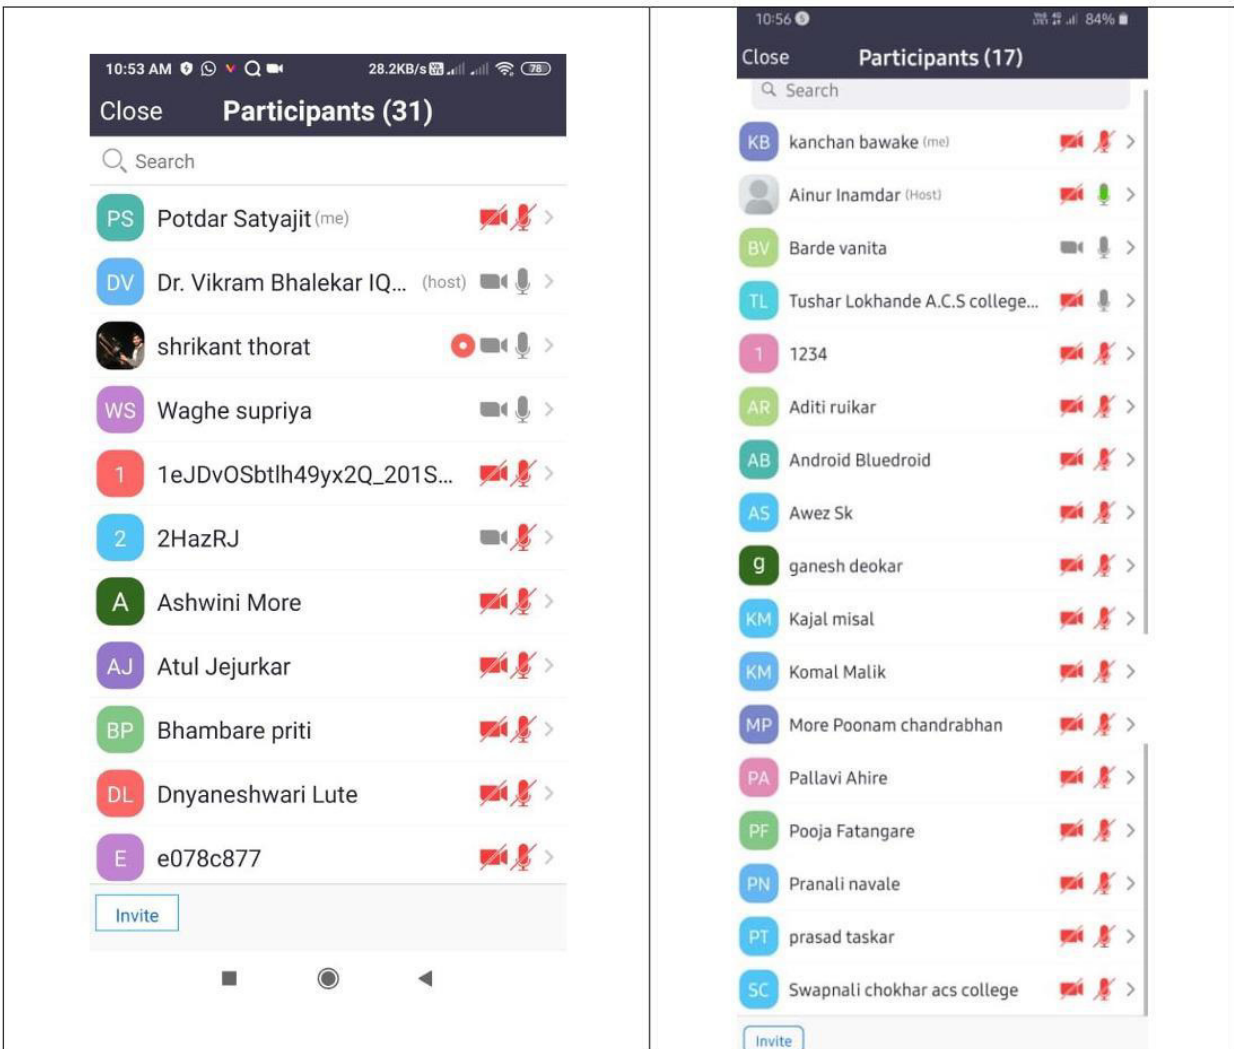 10:53 AM 28.2KB/s 78
Close Participants (31)
Search
PS Potdar Satyajit (me)
DV Dr. Vikram Bhalekar IQ... (host)
shrikant thorat
WS Waghe supriya
1 1eJDvOSbtlh49yx2Q_201S...
2 2HazRJ
A Ashwini More
AJ Atul Jejurkar
BP Bhambare priti
DL Dnyaneshwari Lute
E e078c877
Invite
10:56 84%
Close Participants (17)
Search
KB kanchan bawake (me)
Ainur Inamdar (Host)
BV Barde vanita
TL Tushar Lokhande A.C.S college...
1 1234
AR Aditi ruikar
AB Android Bluedroid
AS Awez Sk
g ganesh deokar
KM Kajal misal
KM Komal Malik
MP More Poonam chandrabhan
PA Pallavi Ahire
PF Pooja Fatangare
PN Pranali navale
PT prasad taskar
SC Swapnali chokhar acs college
Invite